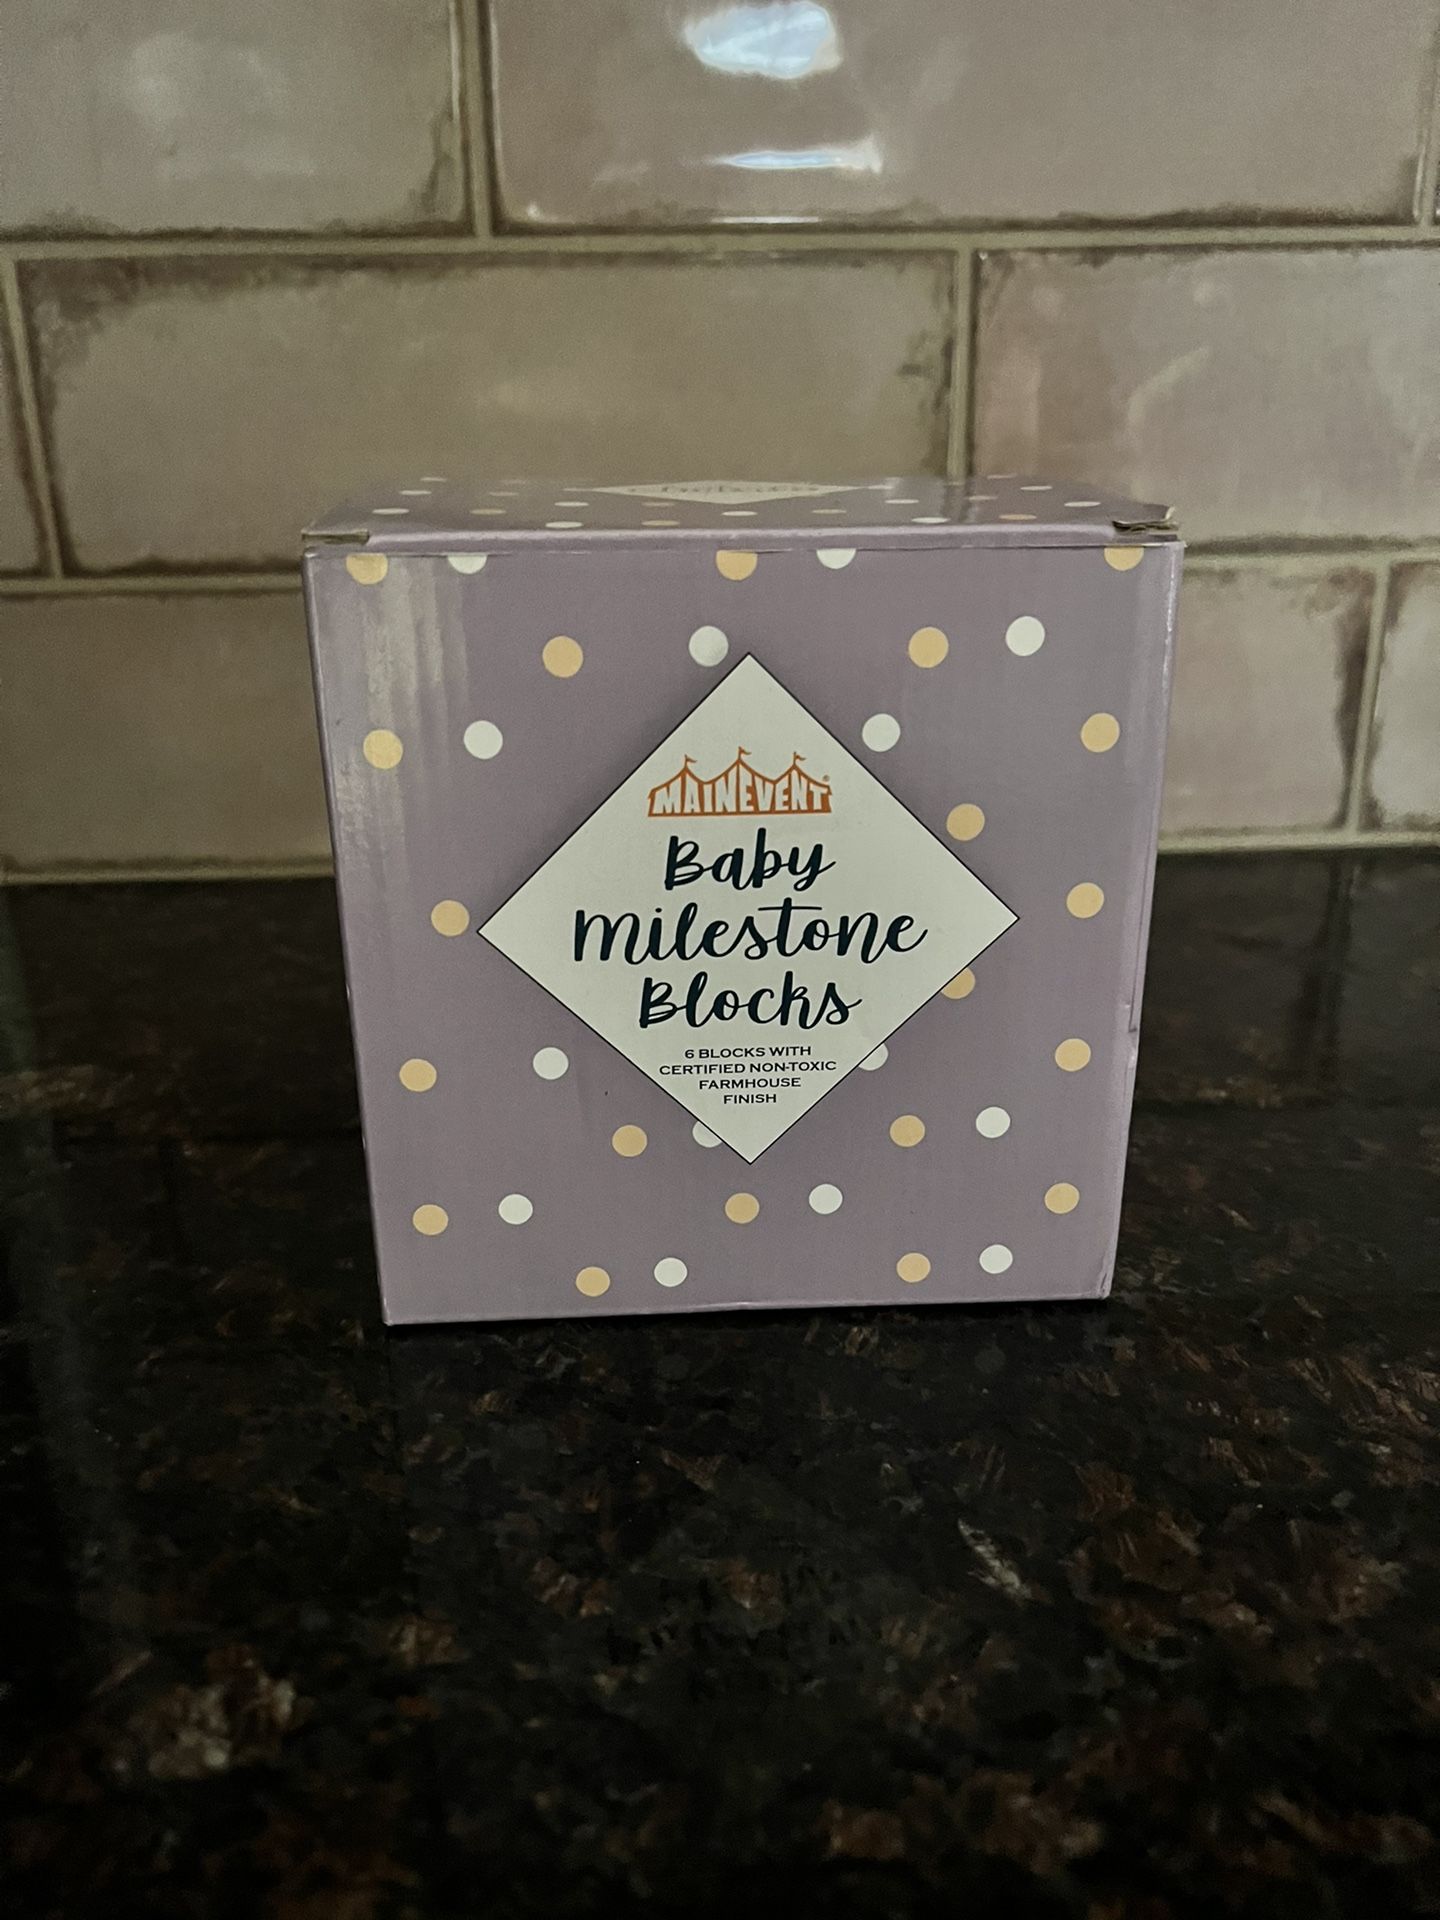 MAINEVENT®
Baby
Milestone
Blocks
6 BLOCKS WITH
CERTIFIED NON-TOXIC
FARMHOUSE
FINISH